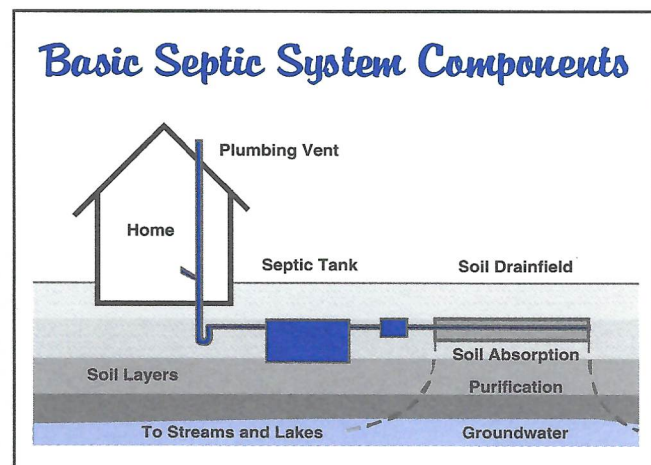 Basic Septic System Components
Plumbing Vent
Home
Septic Tank
Soil Drainfield
Soil Absorption
Soil Layers
Purification
To Streams and Lakes
Groundwater